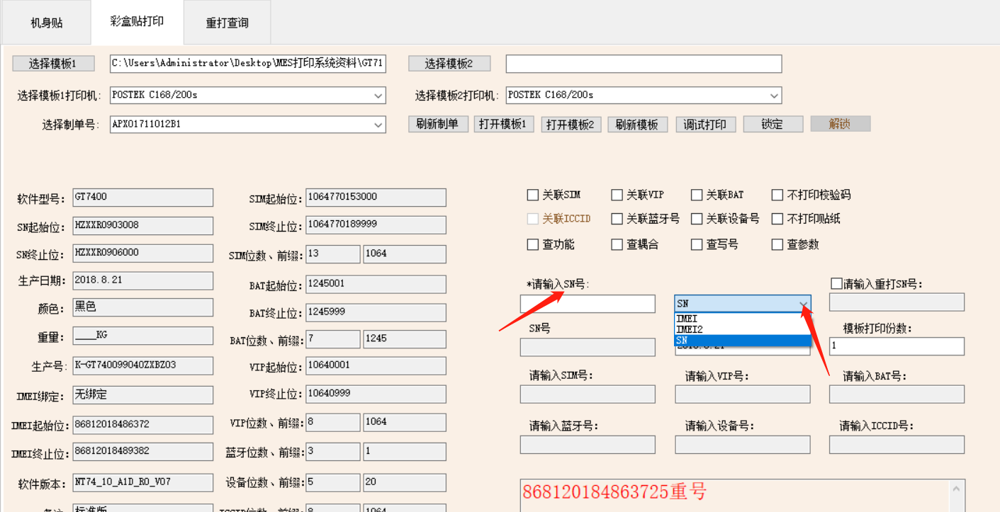 机身贴 彩盒贴打印 重打查询
选择模板1 C:\Users\Administrator\Desktop\MES打印系统资料\GT71 选择模板2
选择模板1打印机: POSTEK C168/200s 选择模板2打印机: POSTEK C168/200s
选择制单号: APX01711012B1 刷新制单 打开模板1 打开模板2 刷新模板 调试打印 锁定 解锁
软件型号: GT7400 SIM起始位: 1064770153000 关联SIM 关联VIP 关联BAT 不打印校验码
SN起始位: HZXXR0903008 SIM终止位: 1064770189999 关联ICCID 关联蓝牙号 关联设备号 不打印贴纸
SN终止位: HZXXR0906000 SIM位数、前缀: 13 1064 查功能 查耦合 查写号 查参数
生产日期: 2018.8.21 BAT起始位: 1245001 *请输入SN号: 请输入重打SN号:
颜色: 黑色 BAT终止位: 1245999 SN
IMEI
IMEI2
SN
重量: ____KG BAT位数、前缀: 7 1245 SN号 模板打印份数: 1
生产号: K-GT740099040ZXBZ03 VIP起始位: 10640001 请输入SIM号: 请输入VIP号: 请输入BAT号:
IMEI绑定: 无绑定 VIP终止位: 10640999
IMEI起始位: 86812018486372 VIP位数、前缀: 8 1064 请输入蓝牙号: 请输入设备号: 请输入ICCID号:
IMEI终止位: 86812018489382 蓝牙位数、前缀: 3 1
软件版本: NT74_10_A1D_R0_V07 设备位数、前缀: 5 20 868120184863725重号
标准版 ICCID位数、前缀: 8 1064